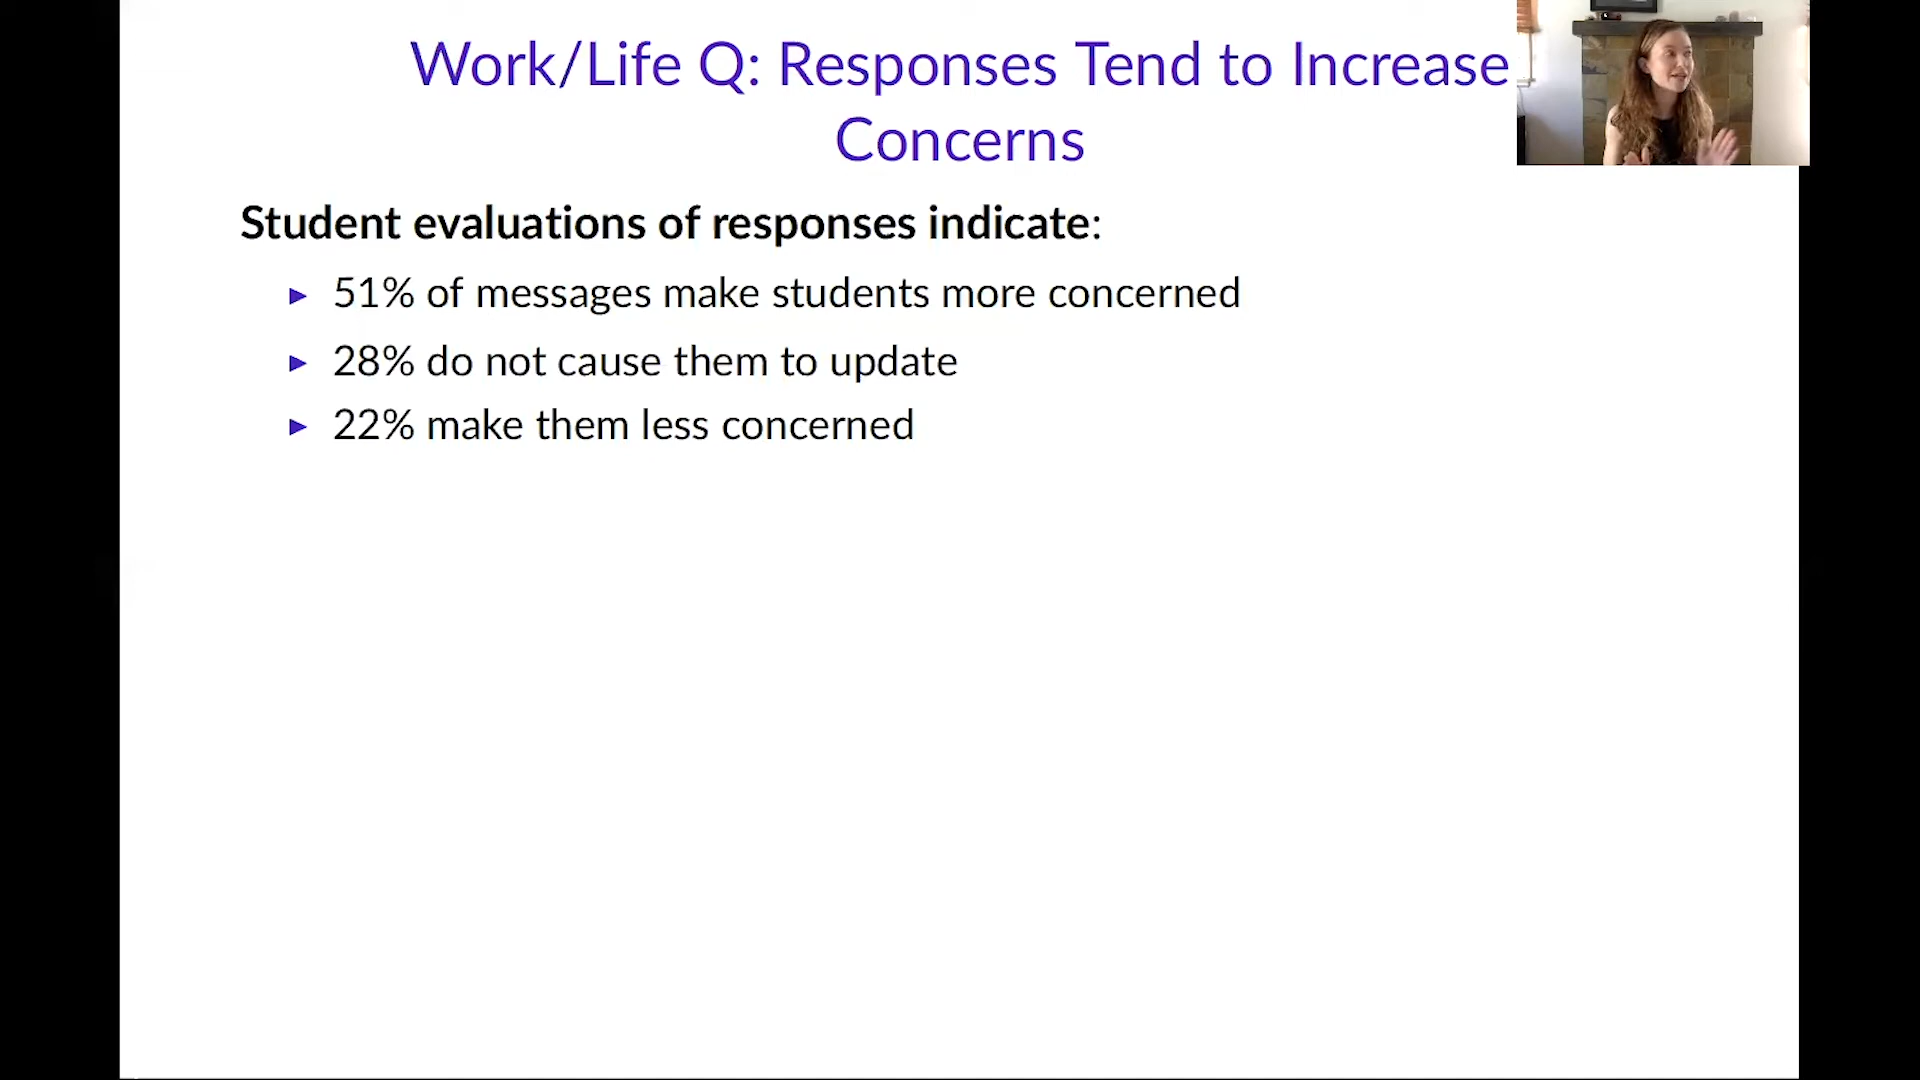 Work/Life Q: Responses Tend to Increase
Concerns
Student evaluations of responses indicate:
▶ 51% of messages make students more concerned
▶ 28% do not cause them to update
▶ 22% make them less concerned